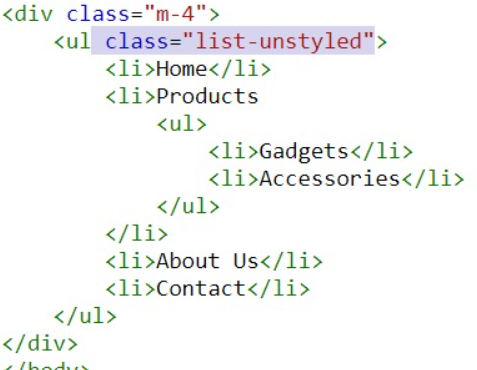 <div class="m-4">
    <ul class="list-unstyled">
        <li>Home</li>
        <li>Products
            <ul>
                <li>Gadgets</li>
                <li>Accessories</li>
            </ul>
        </li>
        <li>About Us</li>
        <li>Contact</li>
    </ul>
</div>
</body>